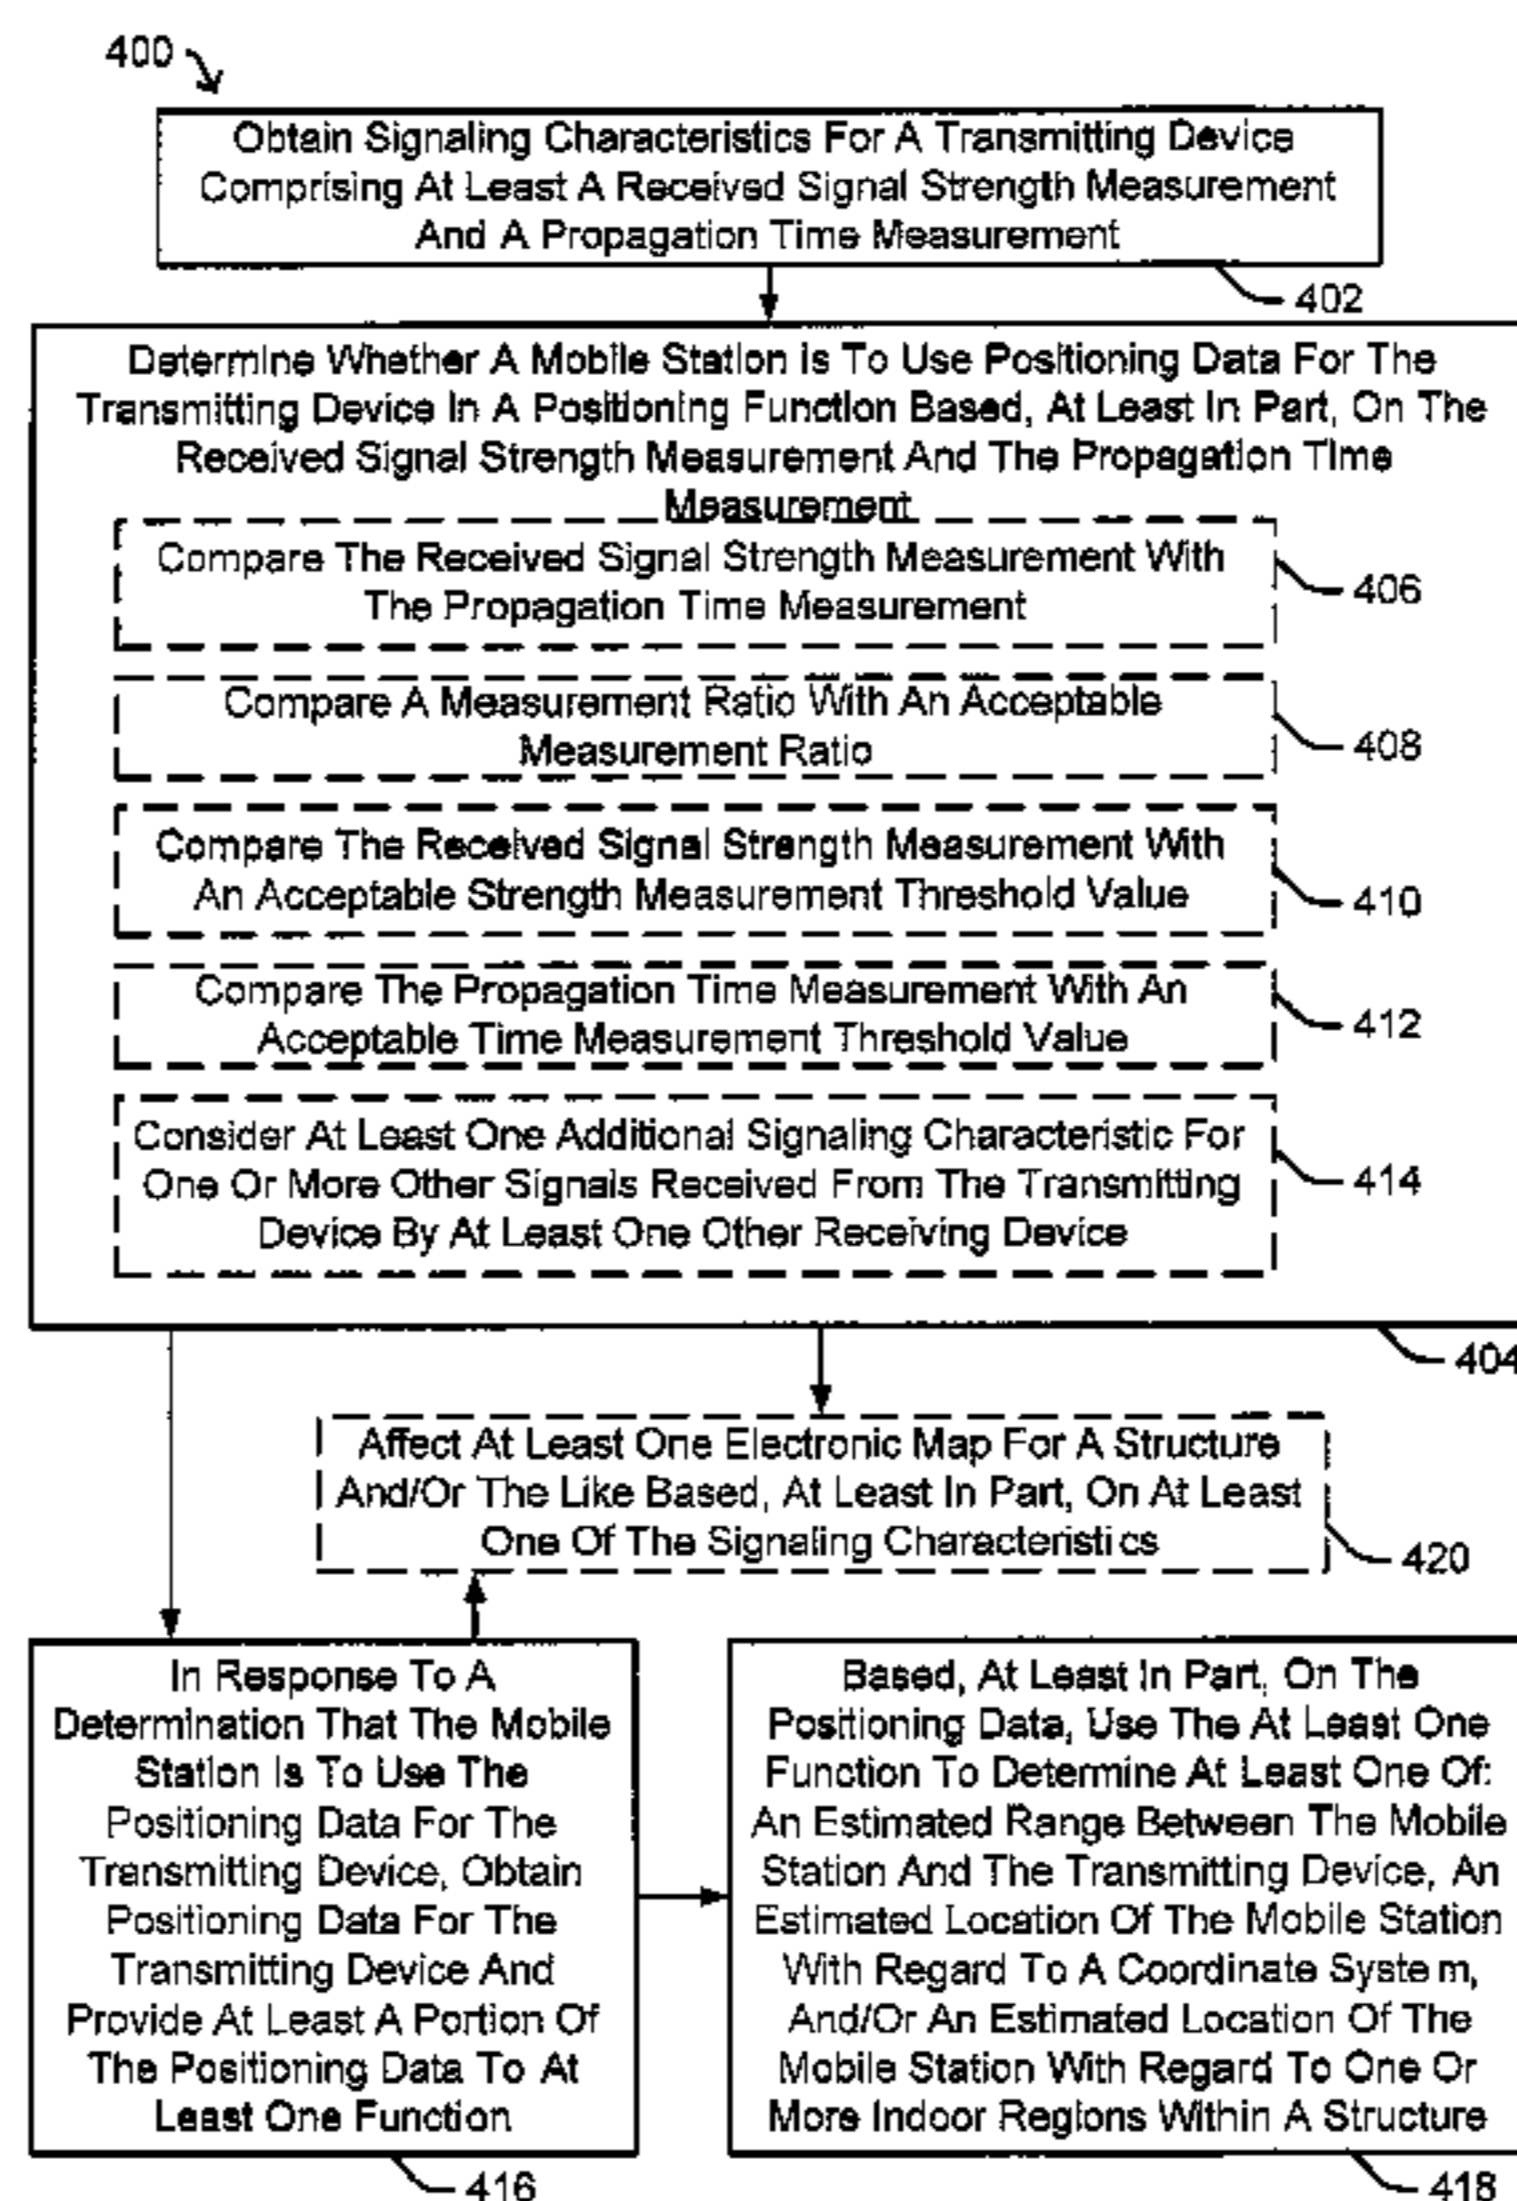 400
Obtain Signaling Characteristics For A Transmitting Device
Comprising At Least A Received Signal Strength Measurement
And A Propagation Time Measurement
402
Determine Whether A Mobile Station Is To Use Positioning Data For The
Transmitting Device In A Positioning Function Based, At Least In Part, On The
Received Signal Strength Measurement And The Propagation Time
Measurement
Compare The Received Signal Strength Measurement With
The Propagation Time Measurement
406
Compare A Measurement Ratio With An Acceptable
Measurement Ratio
408
Compare The Received Signal Strength Measurement With
An Acceptable Strength Measurement Threshold Value
410
Compare The Propagation Time Measurement With An
Acceptable Time Measurement Threshold Value
412
Consider At Least One Additional Signaling Characteristic For
One Or More Other Signals Received From The Transmitting
Device By At Least One Other Receiving Device
414
404
Affect At Least One Electronic Map For A Structure
And/Or The Like Based, At Least In Part, On At Least
One Of The Signaling Characteristics
420
In Response To A
Determination That The Mobile
Station Is To Use The
Positioning Data For The
Transmitting Device, Obtain
Positioning Data For The
Transmitting Device And
Provide At Least A Portion Of
The Positioning Data To At
Least One Function
416
Based, At Least In Part, On The
Positioning Data, Use The At Least One
Function To Determine At Least One Of:
An Estimated Range Between The Mobile
Station And The Transmitting Device, An
Estimated Location Of The Mobile Station
With Regard To A Coordinate System,
And/Or An Estimated Location Of The
Mobile Station With Regard To One Or
More Indoor Regions Within A Structure
418